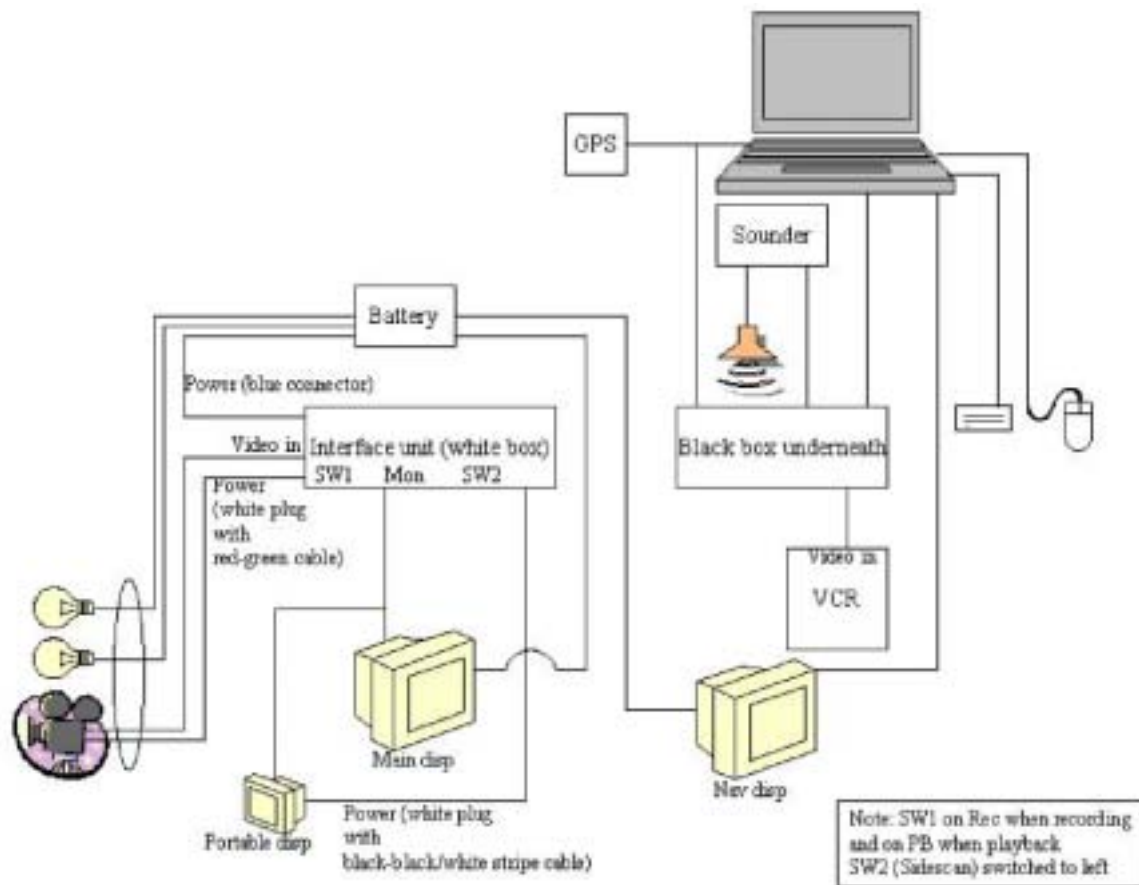 GPS
Sounder
Battery
Power (blue connector)
Video in
Interface unit (white box)
SW1 Mon SW2
Black box underneath
Power
(white plug
with
red-green cable)
Video in
VCR
Main disp
Nav disp
Portable disp
Power (white plug
with
black-black/white stripe cable)
Note: SW1 on Rec when recording
and on PB when playback
SW2 (Sidescan) switched to left